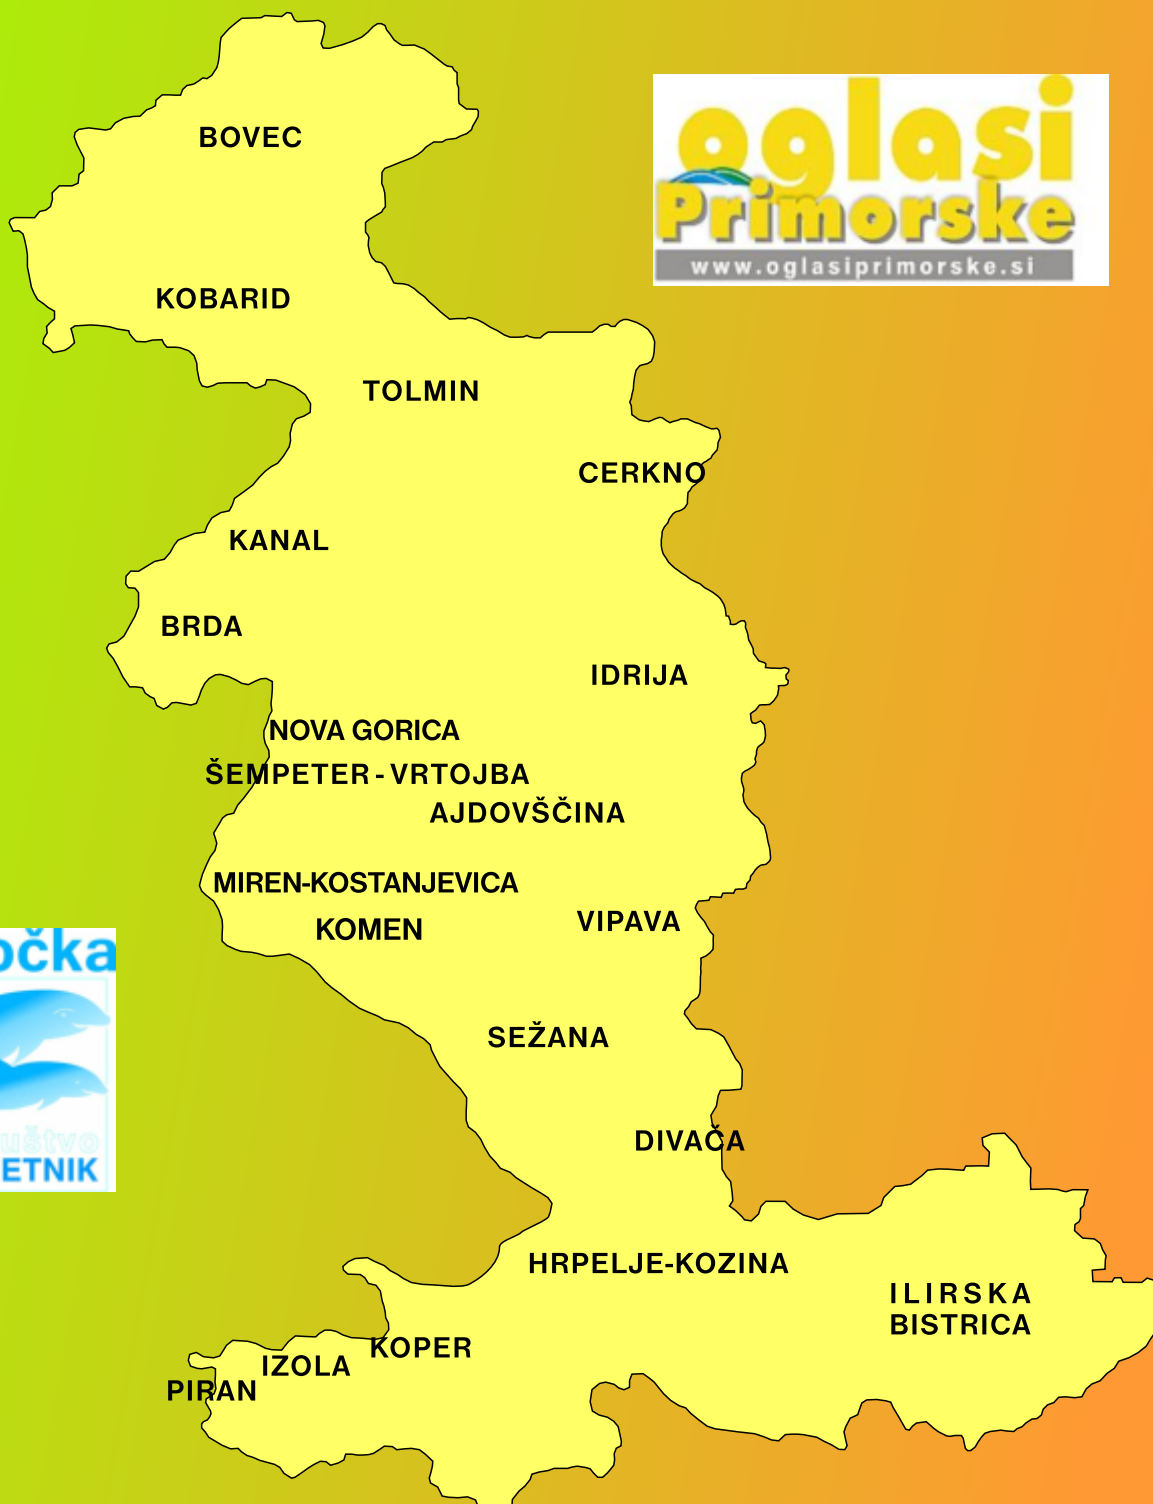 BOVEC
oglasi
Primorske
www.oglasiprimorske.si
KOBARID
TOLMIN
CERKNO
KANAL
BRDA
IDRIJA
NOVA GORICA
ŠEMPETER - VRTOJBA
AJDOVŠČINA
MIREN-KOSTANJEVICA
KOMEN
VIPAVA
očka
uštvo
ETNIK
SEŽANA
DIVAČA
HRPELJE-KOZINA
ILIRSKA
BISTRICA
KOPER
IZOLA
PIRAN